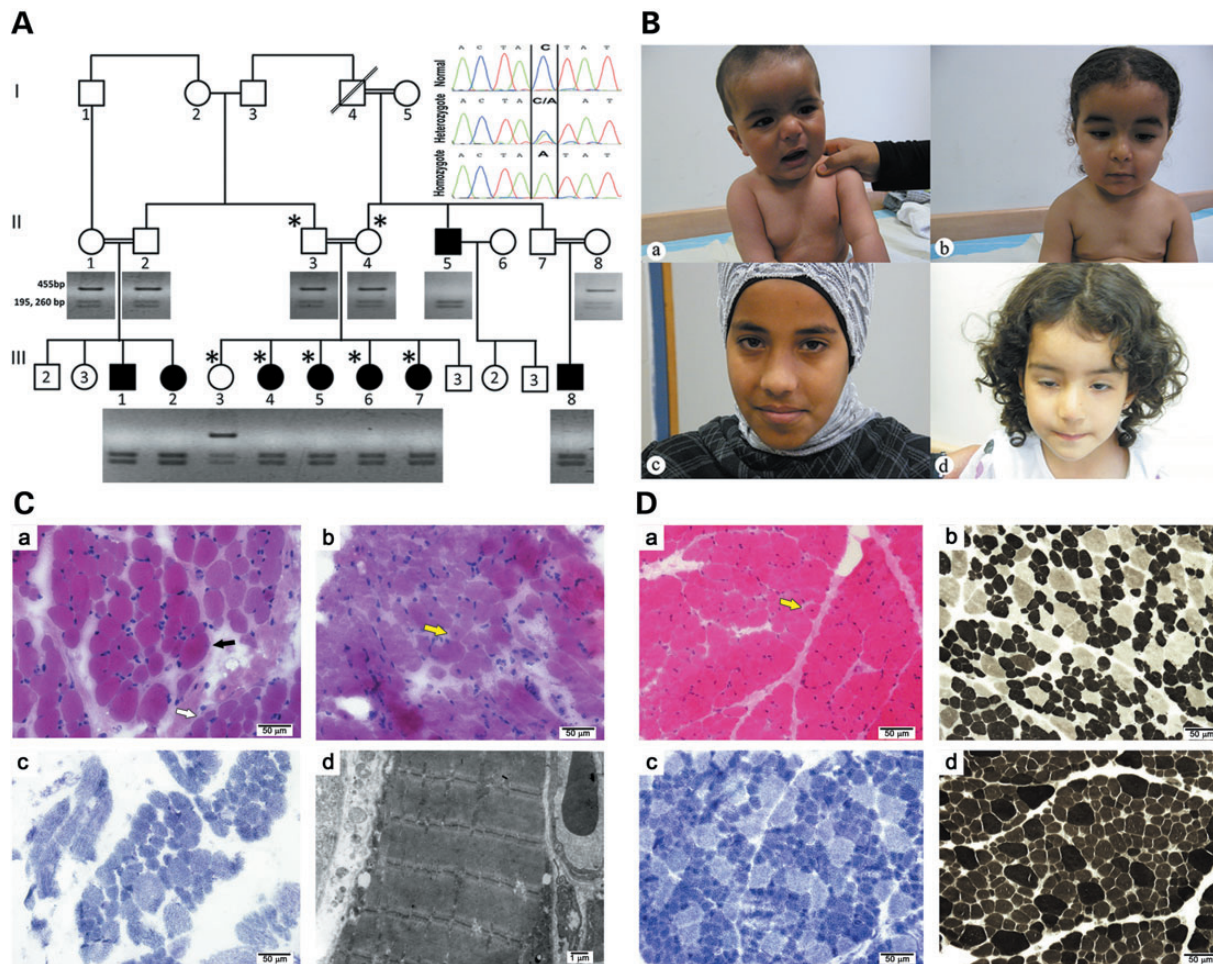 A
B
A C T A C T A T
Normal
C/A
A C T A A T
Heterozygote
A C T A A T A T
Homozygote
I
1
2
3
4
5
II
*
*
1
2
3
4
5
6
7
8
455bp
195, 260 bp
III
*
*
*
*
*
2
3
3
2
3
1
2
3
4
5
6
7
8
a
b
c
d
C
D
a
50 µm
b
50 µm
c
50 µm
d
1 µm
a
50 µm
b
50 µm
c
50 µm
d
50 µm